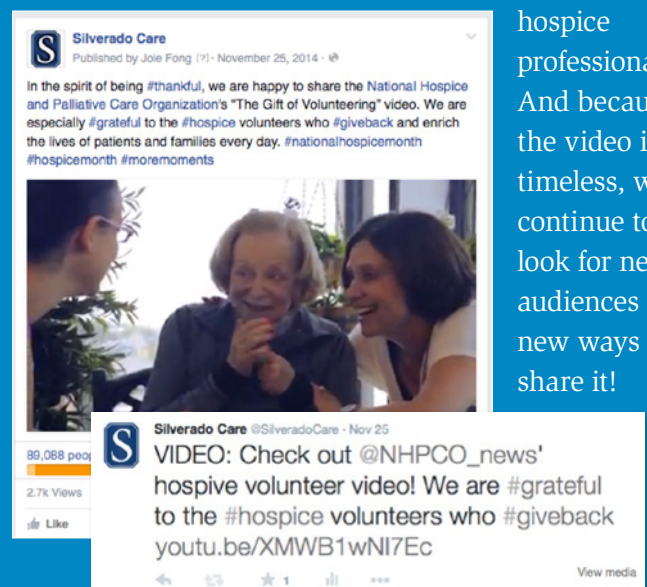 Silverado Care
Published by Joie Fong [?] · November 25, 2014 ·
In the spirit of being #thankful, we are happy to share the National Hospice
and Palliative Care Organization's "The Gift of Volunteering" video. We are
especially #grateful to the #hospice volunteers who #giveback and enrich
the lives of patients and families every day. #nationalhospicemonth
#hospicemonth #moremoments
89,088
2.7k Views
Like
S
Silverado Care @SilveradoCare · Nov 25
VIDEO: Check out @NHPCO_news'
hospive volunteer video! We are #grateful
to the #hospice volunteers who #giveback
youtu.be/XMWB1wNI7Ec
1
View media
hospice
And
the video
timeless,
continue
look for
audiences
new ways
share it!